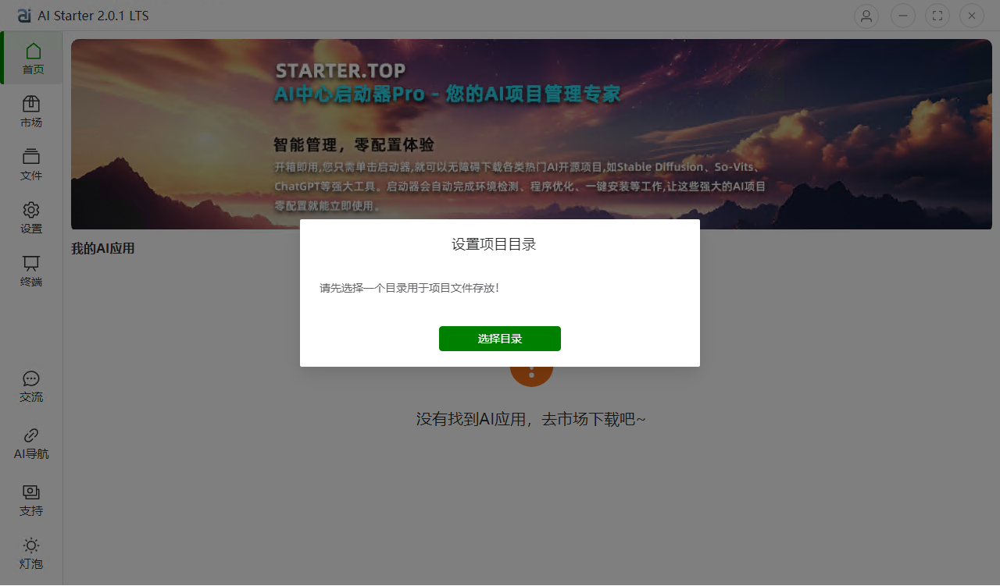 AI Starter 2.0.1 LTS
首页
市场
文件
设置
终端
交流
AI导航
支持
灯泡
STARTER.TOP
AI中心启动器Pro - 您的AI项目管理专家
智能管理，零配置体验
开箱即用,您只需单击启动器,就可以无障碍下载各类热门AI开源项目,如Stable Diffusion、So-Vits、
ChatGPT等强大工具。启动器会自动完成环境检测、程序优化、一键安装等工作,让这些强大的AI项目
零配置就能立即使用。
我的AI应用
设置项目目录
请先选择一个目录用于项目文件存放!
选择目录
没有找到AI应用，去市场下载吧~